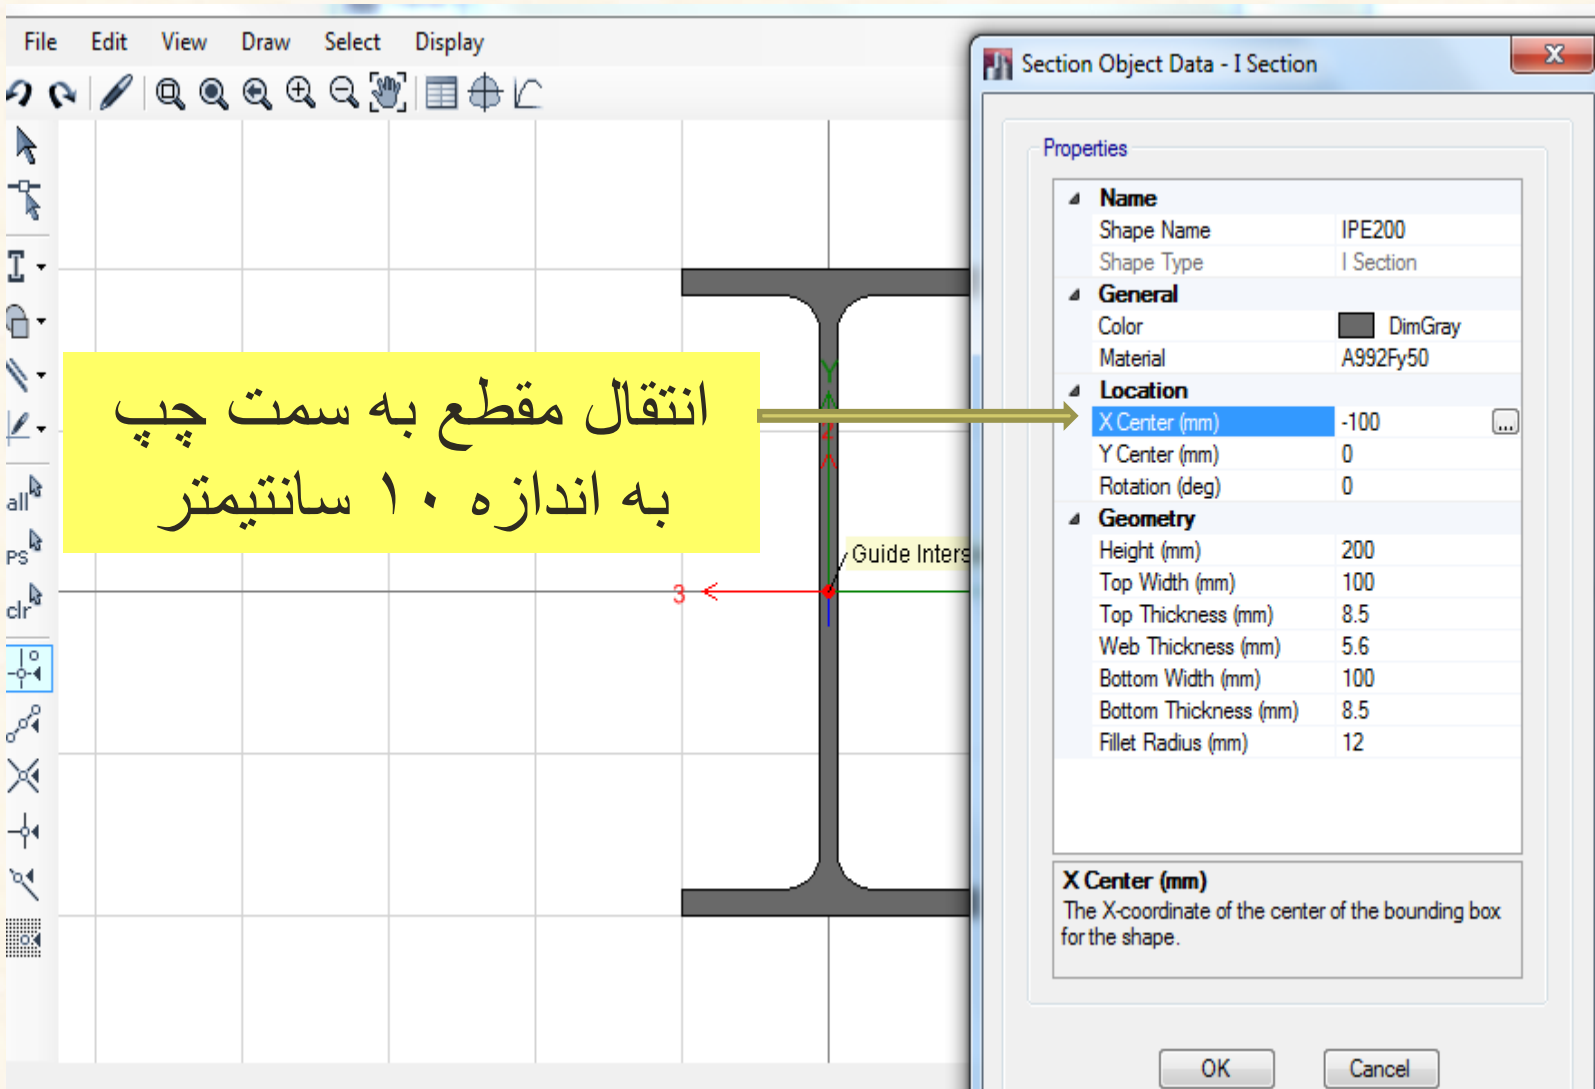 File Edit View Draw Select Display
all
PS
clr
انتقال مقطع به سمت چپ
به اندازه ۱۰ سانتیمتر
Y
2
3
Guide Inters
Section Object Data - I Section
Properties
Name
Shape Name IPE200
Shape Type I Section
General
Color DimGray
Material A992Fy50
Location
X Center (mm) -100 ...
Y Center (mm) 0
Rotation (deg) 0
Geometry
Height (mm) 200
Top Width (mm) 100
Top Thickness (mm) 8.5
Web Thickness (mm) 5.6
Bottom Width (mm) 100
Bottom Thickness (mm) 8.5
Fillet Radius (mm) 12
X Center (mm)
The X-coordinate of the center of the bounding box
for the shape.
OK Cancel